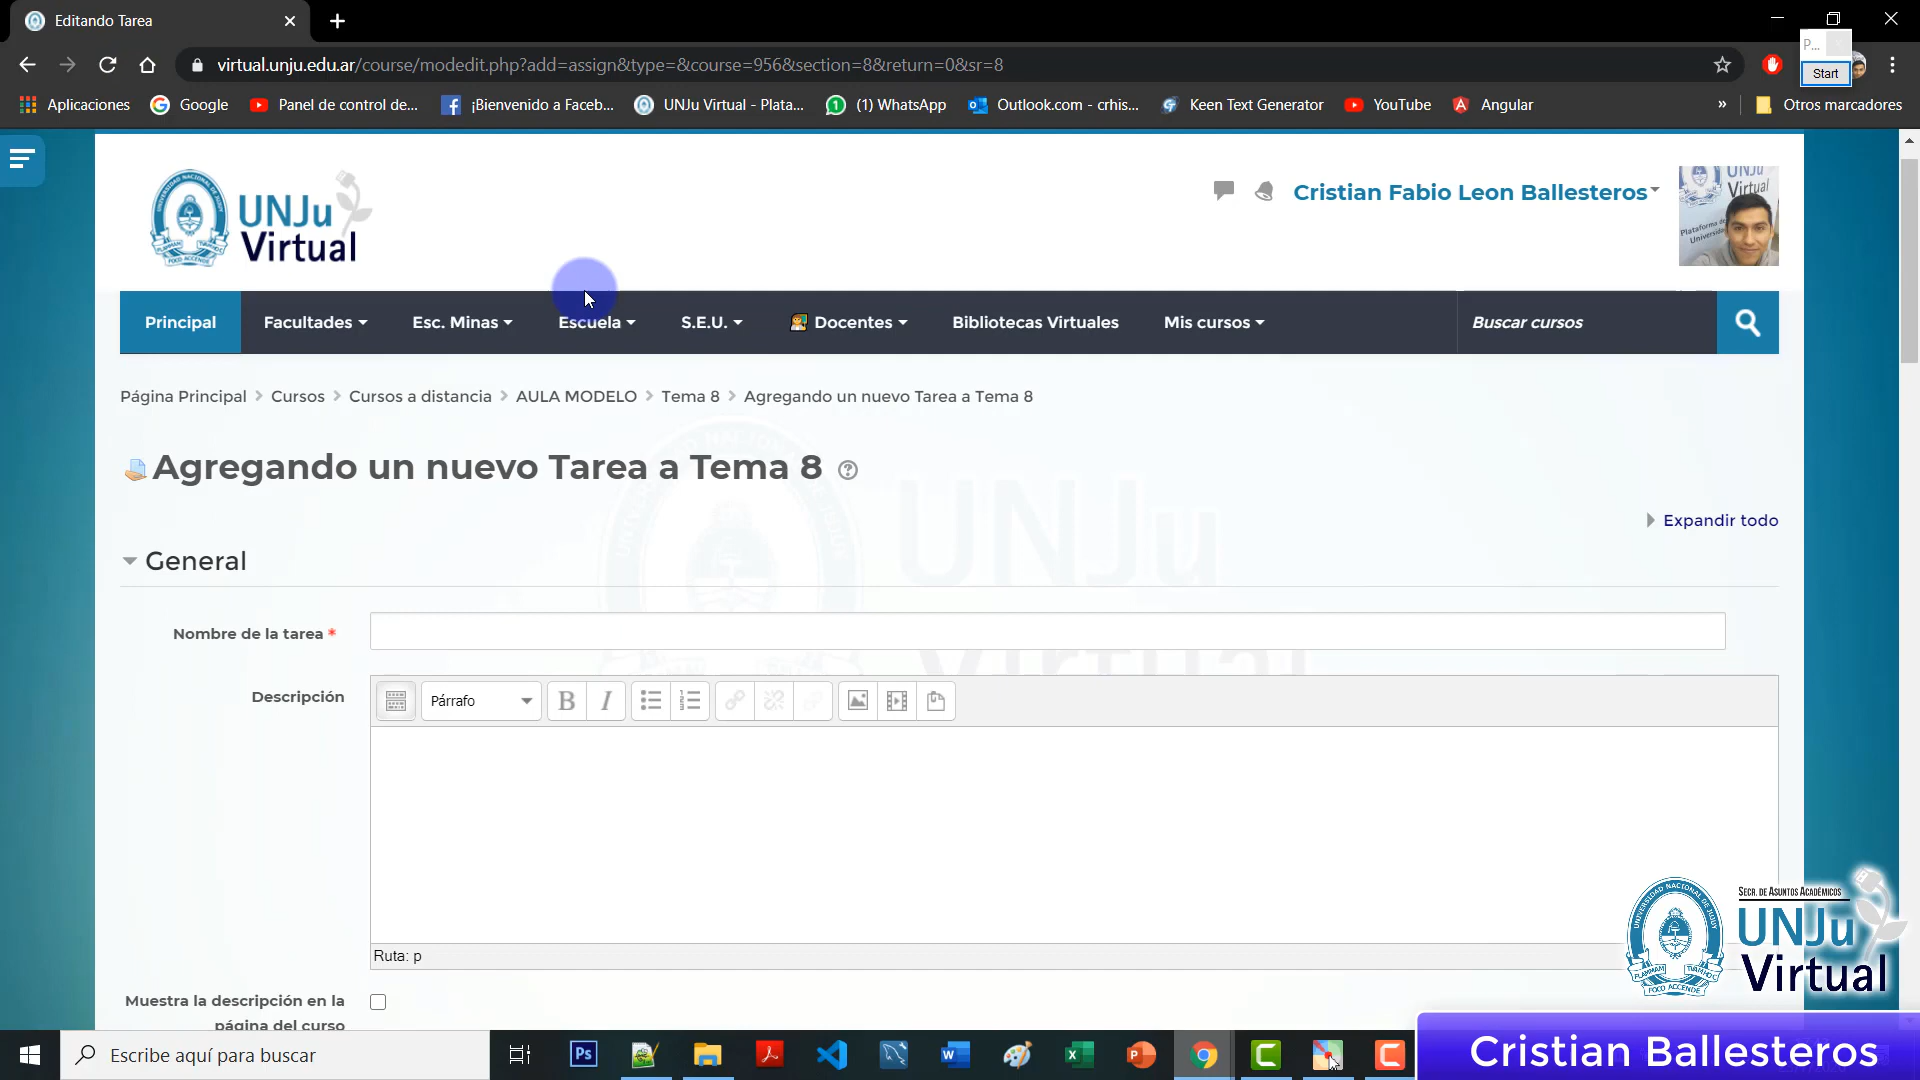 Editando Tarea
P...
Start
virtual.unju.edu.ar/course/modedit.php?add=assign&type=&course=956&section=8&return=0&sr=8
Aplicaciones Google Panel de control de... ¡Bienvenido a Faceb... UNJu Virtual - Plata... (1) WhatsApp Outlook.com - crhis... Keen Text Generator YouTube Angular » Otros marcadores
UNJu
Virtual
Cristian Fabio Leon Ballesteros
Principal Facultades Esc. Minas Escuela S.E.U. Docentes Bibliotecas Virtuales Mis cursos Buscar cursos
Página Principal Cursos Cursos a distancia AULA MODELO Tema 8 Agregando un nuevo Tarea a Tema 8
Agregando un nuevo Tarea a Tema 8
Expandir todo
General
Nombre de la tarea *
Descripción
Párrafo B I
Ruta: p
Muestra la descripción en la
página del curso
SECR. DE ASUNTOS ACADÉMICOS
UNJu
Virtual
Escribe aquí para buscar
Cristian Ballesteros